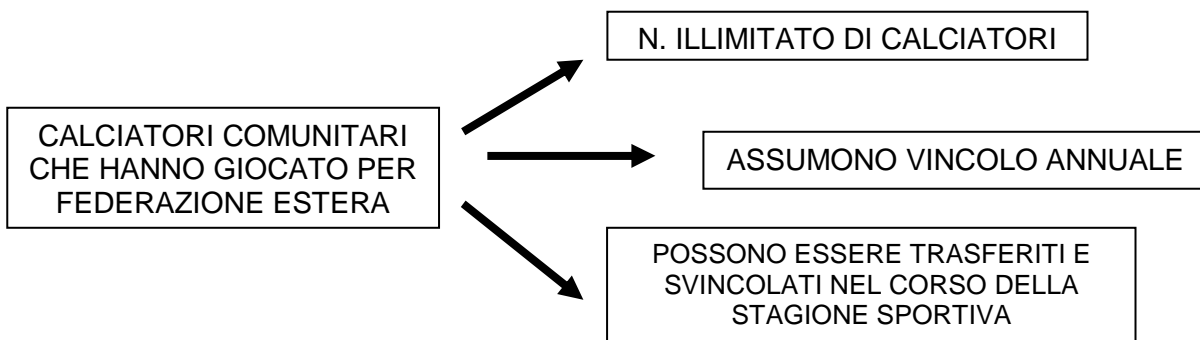 N. ILLIMITATO DI CALCIATORI
CALCIATORI COMUNITARI
CHE HANNO GIOCATO PER
FEDERAZIONE ESTERA
ASSUMONO VINCOLO ANNUALE
POSSONO ESSERE TRASFERITI E
SVINCOLATI NEL CORSO DELLA
STAGIONE SPORTIVA